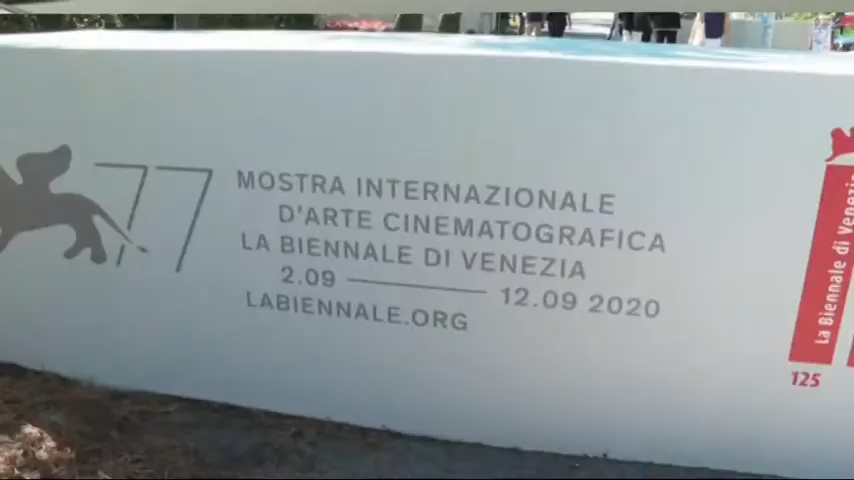 77
MOSTRA INTERNAZIONALE
D'ARTE CINEMATOGRAFICA
LA BIENNALE DI VENEZIA
2.09 — 12.09 2020
LABIENNALE.ORG
La Biennale di Venezia
125